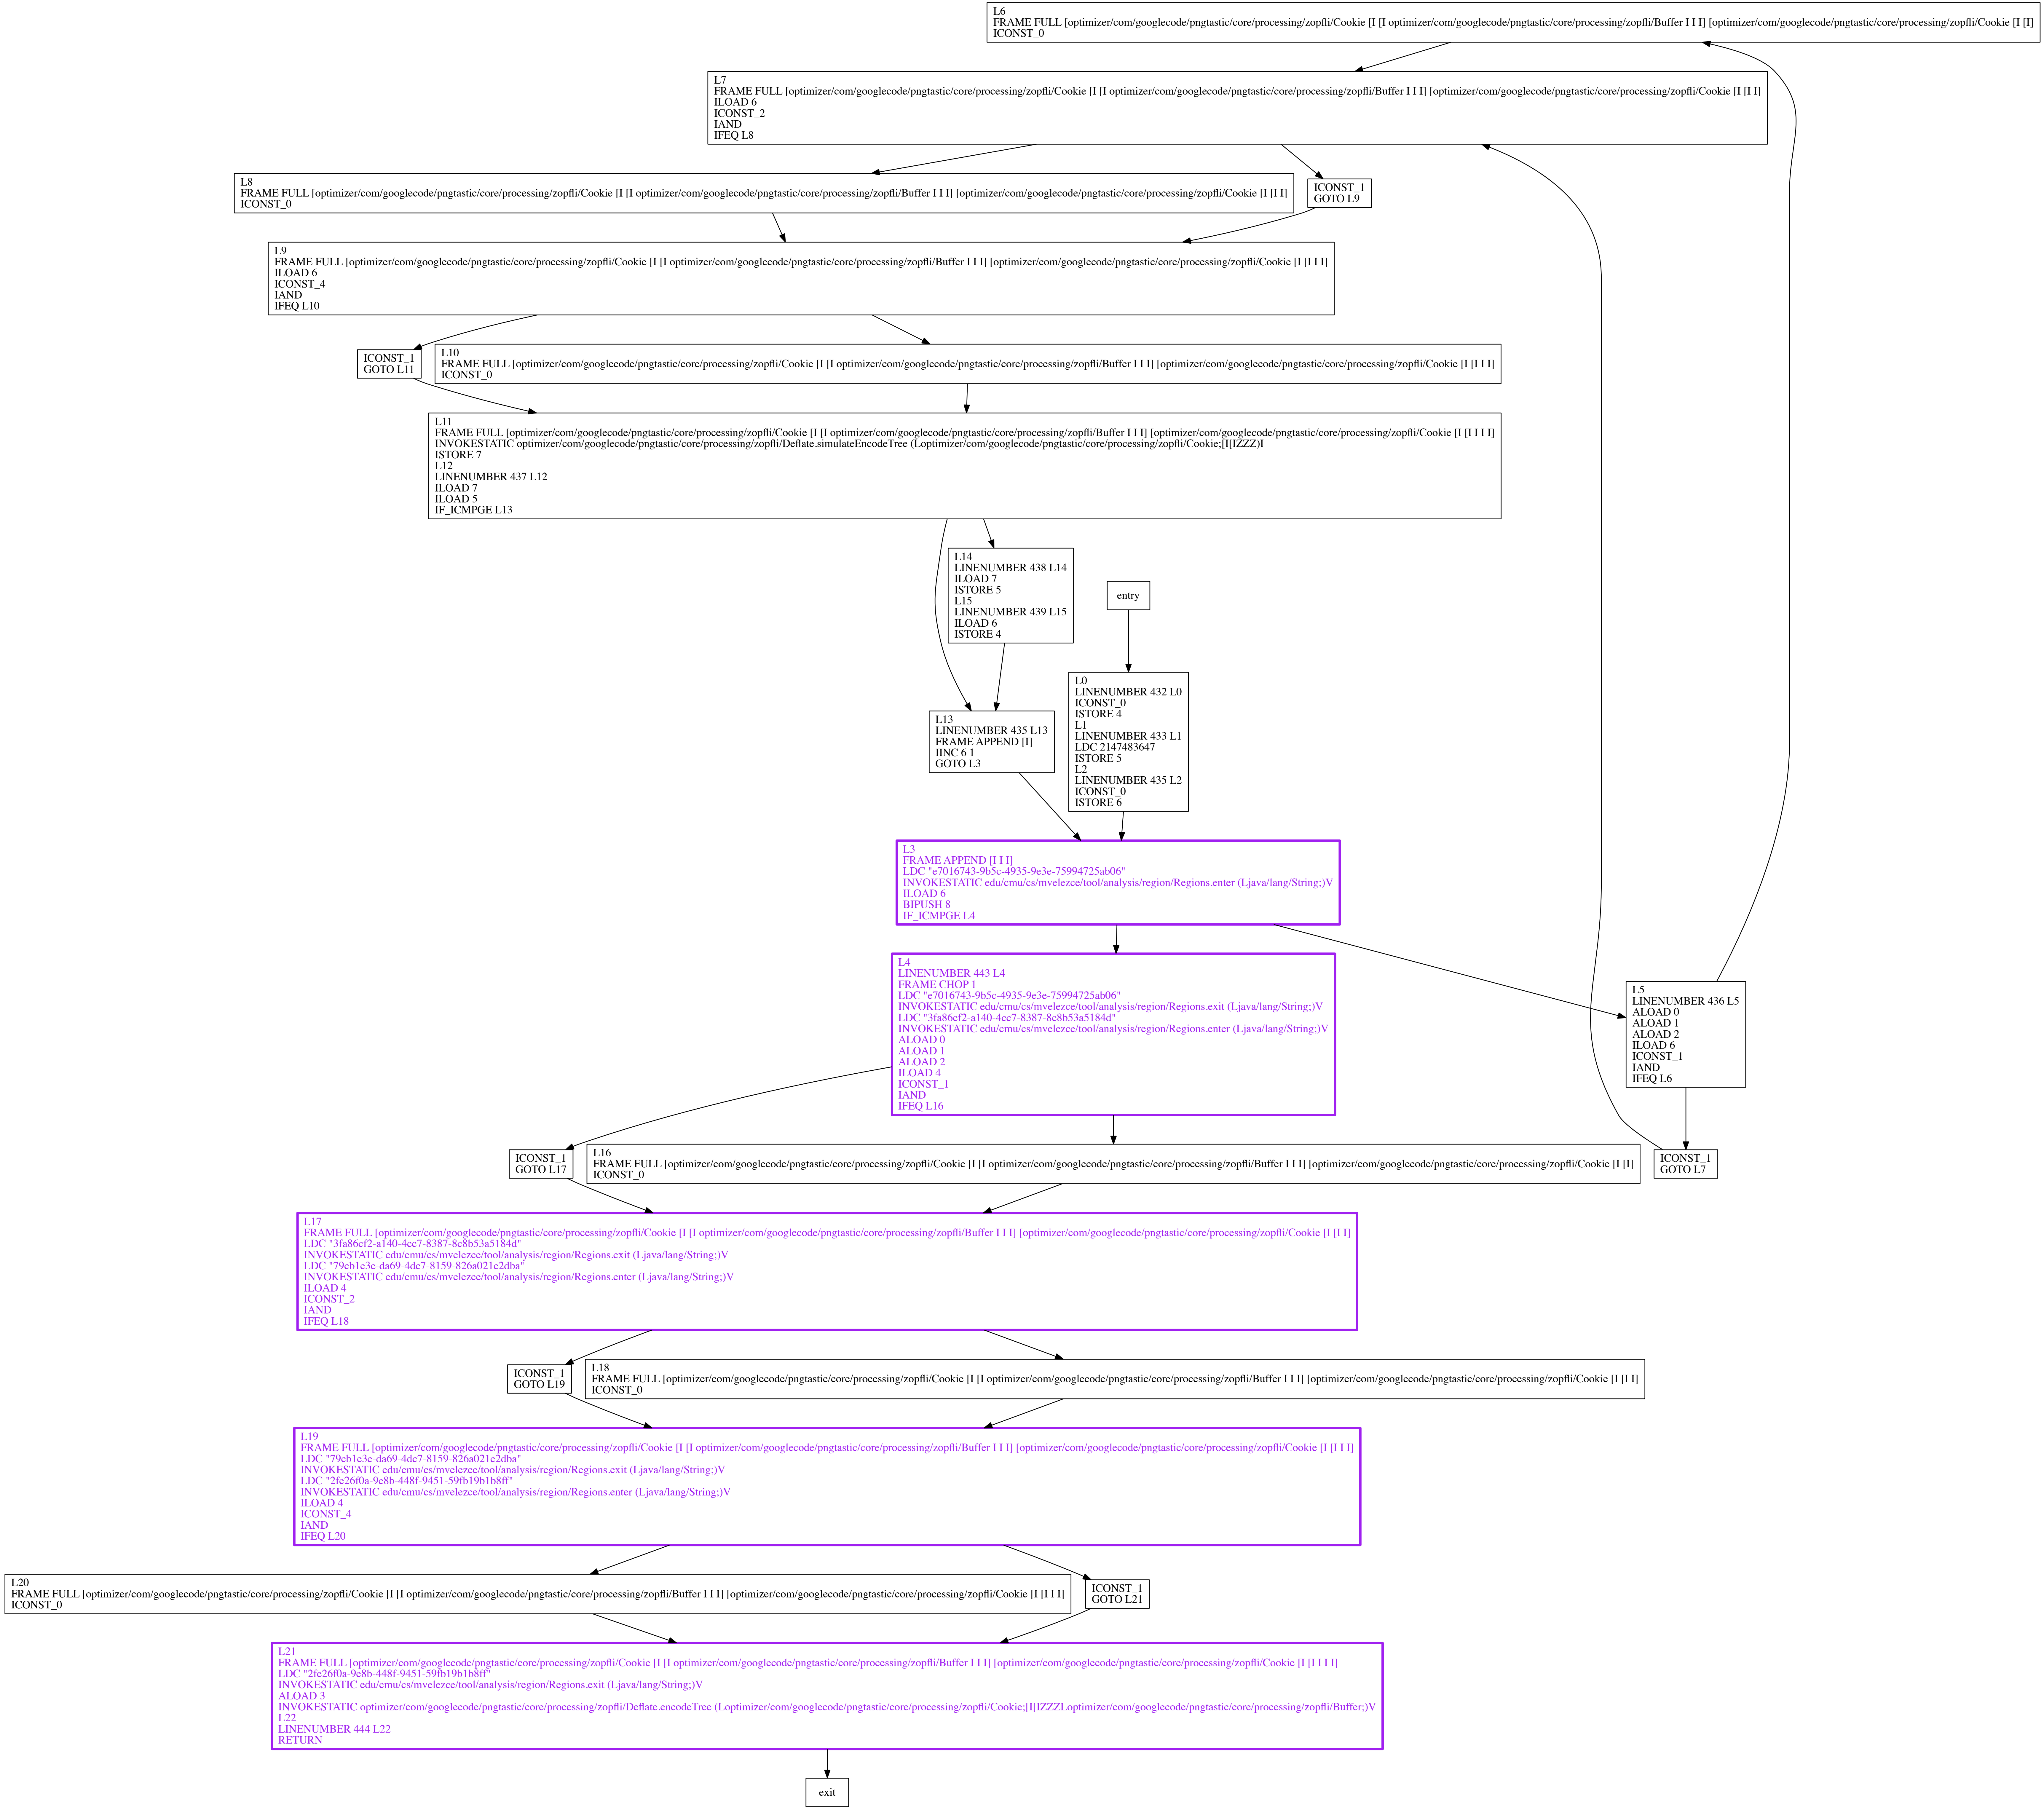 L6
FRAME FULL [optimizer/com/googlecode/pngtastic/core/processing/zopfli/Cookie [I [I optimizer/com/googlecode/pngtastic/core/processing/zopfli/Buffer I I I] [optimizer/com/googlecode/pngtastic/core/processing/zopfli/Cookie [I [I]
ICONST_0
L7
FRAME FULL [optimizer/com/googlecode/pngtastic/core/processing/zopfli/Cookie [I [I optimizer/com/googlecode/pngtastic/core/processing/zopfli/Buffer I I I] [optimizer/com/googlecode/pngtastic/core/processing/zopfli/Cookie [I [I I]
ILOAD 6
ICONST_2
IAND
IFEQ L8
L8
FRAME FULL [optimizer/com/googlecode/pngtastic/core/processing/zopfli/Cookie [I [I optimizer/com/googlecode/pngtastic/core/processing/zopfli/Buffer I I I] [optimizer/com/googlecode/pngtastic/core/processing/zopfli/Cookie [I [I I]
ICONST_0
ICONST_1
GOTO L9
L9
FRAME FULL [optimizer/com/googlecode/pngtastic/core/processing/zopfli/Cookie [I [I optimizer/com/googlecode/pngtastic/core/processing/zopfli/Buffer I I I] [optimizer/com/googlecode/pngtastic/core/processing/zopfli/Cookie [I [I I I]
ILOAD 6
ICONST_4
IAND
IFEQ L10
ICONST_1
GOTO L11
L10
FRAME FULL [optimizer/com/googlecode/pngtastic/core/processing/zopfli/Cookie [I [I optimizer/com/googlecode/pngtastic/core/processing/zopfli/Buffer I I I] [optimizer/com/googlecode/pngtastic/core/processing/zopfli/Cookie [I [I I I]
ICONST_0
L11
FRAME FULL [optimizer/com/googlecode/pngtastic/core/processing/zopfli/Cookie [I [I optimizer/com/googlecode/pngtastic/core/processing/zopfli/Buffer I I I] [optimizer/com/googlecode/pngtastic/core/processing/zopfli/Cookie [I [I I I I]
INVOKESTATIC optimizer/com/googlecode/pngtastic/core/processing/zopfli/Deflate.simulateEncodeTree (Loptimizer/com/googlecode/pngtastic/core/processing/zopfli/Cookie;[I[IZZZ)I
ISTORE 7
L12
LINENUMBER 437 L12
ILOAD 7
ILOAD 5
IF_ICMPGE L13
L14
LINENUMBER 438 L14
ILOAD 7
ISTORE 5
L15
LINENUMBER 439 L15
ILOAD 6
ISTORE 4
entry
L0
LINENUMBER 432 L0
ICONST_0
ISTORE 4
L1
LINENUMBER 433 L1
LDC 2147483647
ISTORE 5
L2
LINENUMBER 435 L2
ICONST_0
ISTORE 6
L13
LINENUMBER 435 L13
FRAME APPEND [I]
IINC 6 1
GOTO L3
L3
FRAME APPEND [I I I]
LDC "e7016743-9b5c-4935-9e3e-75994725ab06"
INVOKESTATIC edu/cmu/cs/mvelezce/tool/analysis/region/Regions.enter (Ljava/lang/String;)V
ILOAD 6
BIPUSH 8
IF_ICMPGE L4
L4
LINENUMBER 443 L4
FRAME CHOP 1
LDC "e7016743-9b5c-4935-9e3e-75994725ab06"
INVOKESTATIC edu/cmu/cs/mvelezce/tool/analysis/region/Regions.exit (Ljava/lang/String;)V
LDC "3fa86cf2-a140-4cc7-8387-8c8b53a5184d"
INVOKESTATIC edu/cmu/cs/mvelezce/tool/analysis/region/Regions.enter (Ljava/lang/String;)V
ALOAD 0
ALOAD 1
ALOAD 2
ILOAD 4
ICONST_1
IAND
IFEQ L16
L5
LINENUMBER 436 L5
ALOAD 0
ALOAD 1
ALOAD 2
ILOAD 6
ICONST_1
IAND
IFEQ L6
ICONST_1
GOTO L17
L16
FRAME FULL [optimizer/com/googlecode/pngtastic/core/processing/zopfli/Cookie [I [I optimizer/com/googlecode/pngtastic/core/processing/zopfli/Buffer I I I] [optimizer/com/googlecode/pngtastic/core/processing/zopfli/Cookie [I [I]
ICONST_0
ICONST_1
GOTO L7
L17
FRAME FULL [optimizer/com/googlecode/pngtastic/core/processing/zopfli/Cookie [I [I optimizer/com/googlecode/pngtastic/core/processing/zopfli/Buffer I I I] [optimizer/com/googlecode/pngtastic/core/processing/zopfli/Cookie [I [I I]
LDC "3fa86cf2-a140-4cc7-8387-8c8b53a5184d"
INVOKESTATIC edu/cmu/cs/mvelezce/tool/analysis/region/Regions.exit (Ljava/lang/String;)V
LDC "79cb1e3e-da69-4dc7-8159-826a021e2dba"
INVOKESTATIC edu/cmu/cs/mvelezce/tool/analysis/region/Regions.enter (Ljava/lang/String;)V
ILOAD 4
ICONST_2
IAND
IFEQ L18
ICONST_1
GOTO L19
L18
FRAME FULL [optimizer/com/googlecode/pngtastic/core/processing/zopfli/Cookie [I [I optimizer/com/googlecode/pngtastic/core/processing/zopfli/Buffer I I I] [optimizer/com/googlecode/pngtastic/core/processing/zopfli/Cookie [I [I I]
ICONST_0
L19
FRAME FULL [optimizer/com/googlecode/pngtastic/core/processing/zopfli/Cookie [I [I optimizer/com/googlecode/pngtastic/core/processing/zopfli/Buffer I I I] [optimizer/com/googlecode/pngtastic/core/processing/zopfli/Cookie [I [I I I]
LDC "79cb1e3e-da69-4dc7-8159-826a021e2dba"
INVOKESTATIC edu/cmu/cs/mvelezce/tool/analysis/region/Regions.exit (Ljava/lang/String;)V
LDC "2fe26f0a-9e8b-448f-9451-59fb19b1b8ff"
INVOKESTATIC edu/cmu/cs/mvelezce/tool/analysis/region/Regions.enter (Ljava/lang/String;)V
ILOAD 4
ICONST_4
IAND
IFEQ L20
L20
FRAME FULL [optimizer/com/googlecode/pngtastic/core/processing/zopfli/Cookie [I [I optimizer/com/googlecode/pngtastic/core/processing/zopfli/Buffer I I I] [optimizer/com/googlecode/pngtastic/core/processing/zopfli/Cookie [I [I I I]
ICONST_0
ICONST_1
GOTO L21
L21
FRAME FULL [optimizer/com/googlecode/pngtastic/core/processing/zopfli/Cookie [I [I optimizer/com/googlecode/pngtastic/core/processing/zopfli/Buffer I I I] [optimizer/com/googlecode/pngtastic/core/processing/zopfli/Cookie [I [I I I I]
LDC "2fe26f0a-9e8b-448f-9451-59fb19b1b8ff"
INVOKESTATIC edu/cmu/cs/mvelezce/tool/analysis/region/Regions.exit (Ljava/lang/String;)V
ALOAD 3
INVOKESTATIC optimizer/com/googlecode/pngtastic/core/processing/zopfli/Deflate.encodeTree (Loptimizer/com/googlecode/pngtastic/core/processing/zopfli/Cookie;[I[IZZZLoptimizer/com/googlecode/pngtastic/core/processing/zopfli/Buffer;)V
L22
LINENUMBER 444 L22
RETURN
exit